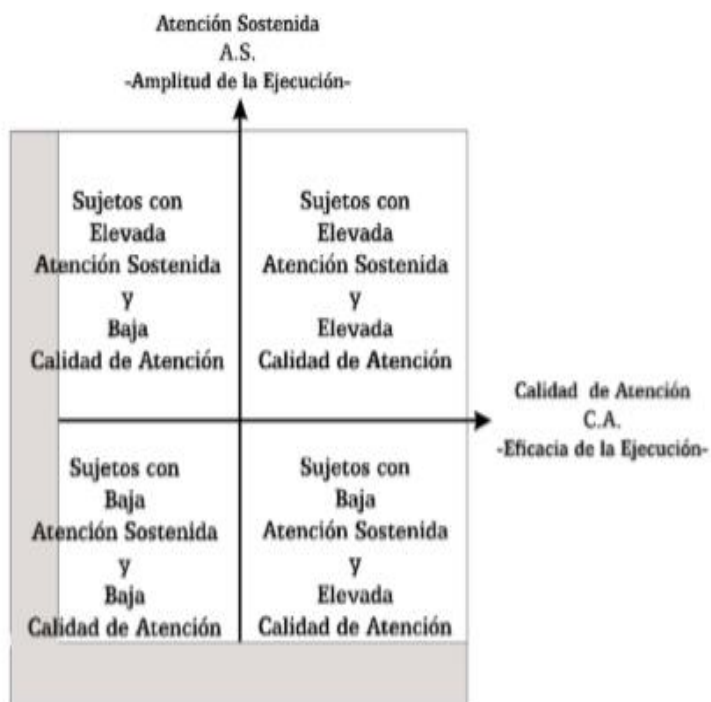 Atención Sostenida
A.S.
-Amplitud de la Ejecución-
Sujetos con
Elevada
Atención Sostenida
y
Baja
Calidad de Atención
Sujetos con
Elevada
Atención Sostenida
y
Elevada
Calidad de Atención
Calidad de Atención
C.A.
-Eficacia de la Ejecución-
Sujetos con
Baja
Atención Sostenida
y
Baja
Calidad de Atención
Sujetos con
Baja
Atención Sostenida
y
Elevada
Calidad de Atención